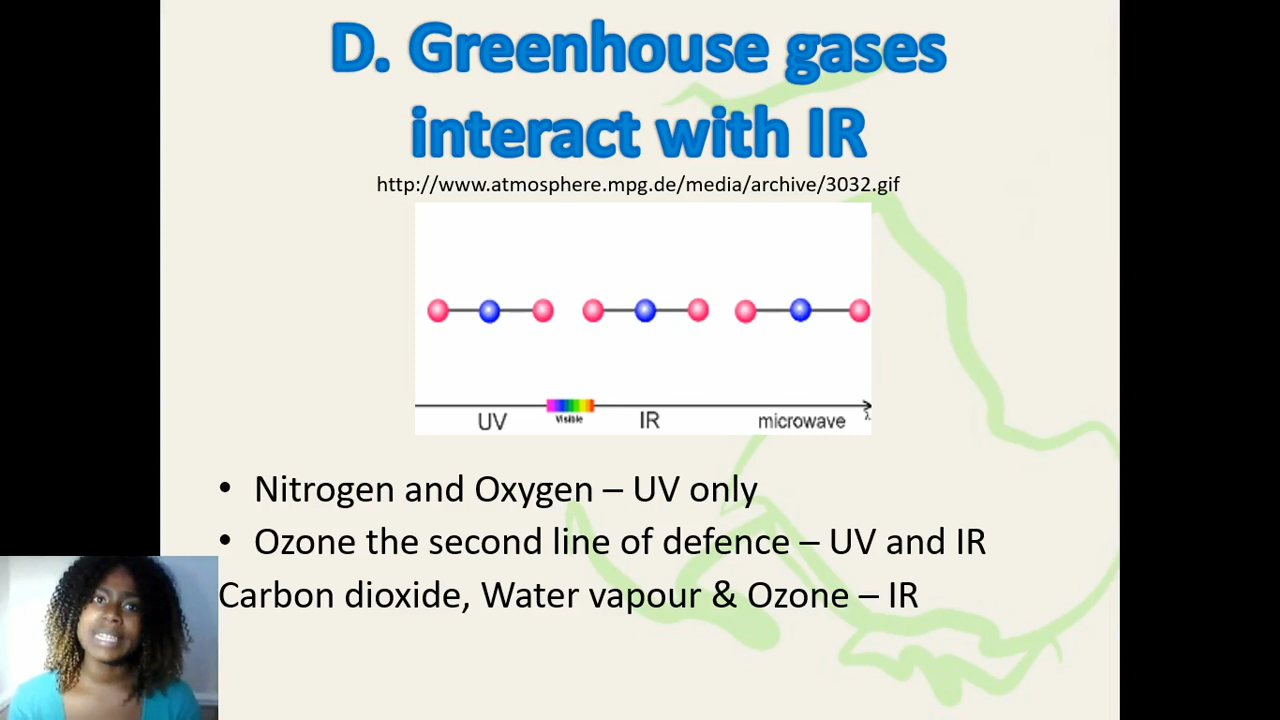 D. Greenhouse gases
interact with IR
http://www.atmosphere.mpg.de/media/archive/3032.gif
UV
Visible
IR
microwave
λ
• Nitrogen and Oxygen – UV only
• Ozone the second line of defence – UV and IR
Carbon dioxide, Water vapour & Ozone – IR